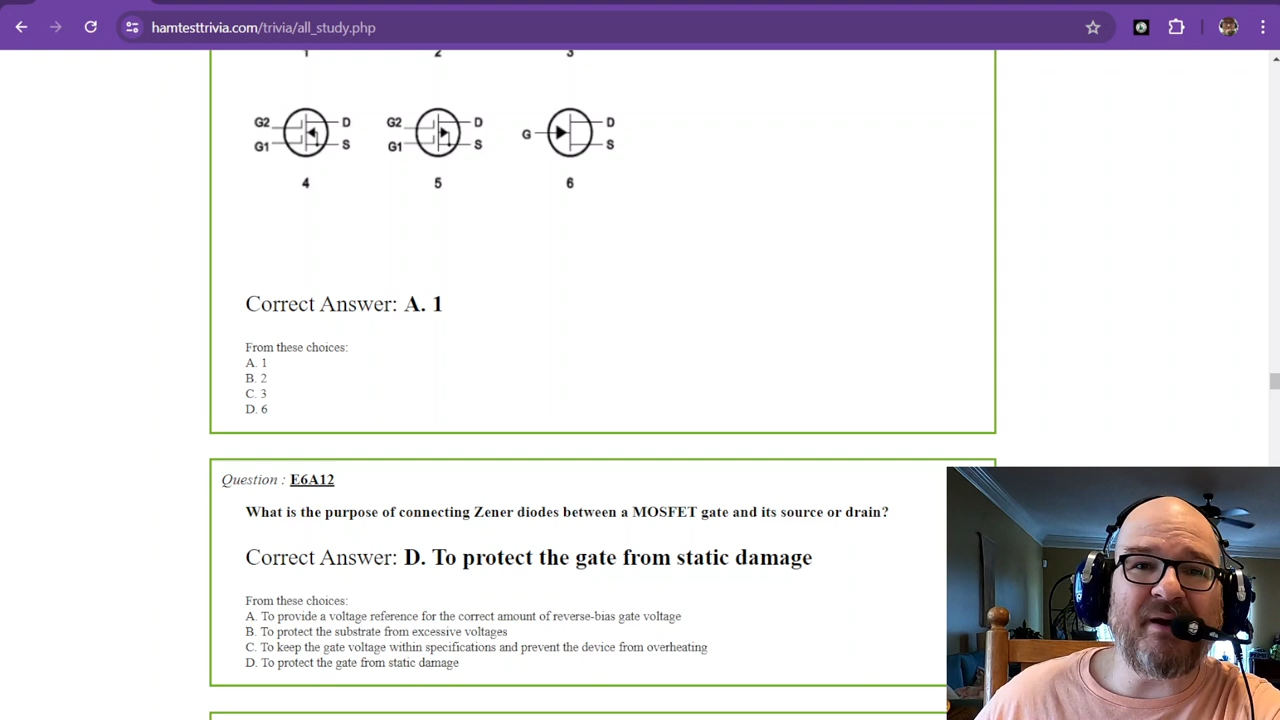 hamtesttrivia.com/trivia/all_study.php
1 2 3
G2 D G2 D G D
G1 S G1 S S
4 5 6
Correct Answer: A. 1
From these choices:
A. 1
B. 2
C. 3
D. 6
Question : E6A12
What is the purpose of connecting Zener diodes between a MOSFET gate and its source or drain?
Correct Answer: D. To protect the gate from static damage
From these choices:
A. To provide a voltage reference for the correct amount of reverse-bias gate voltage
B. To protect the substrate from excessive voltages
C. To keep the gate voltage within specifications and prevent the device from overheating
D. To protect the gate from static damage